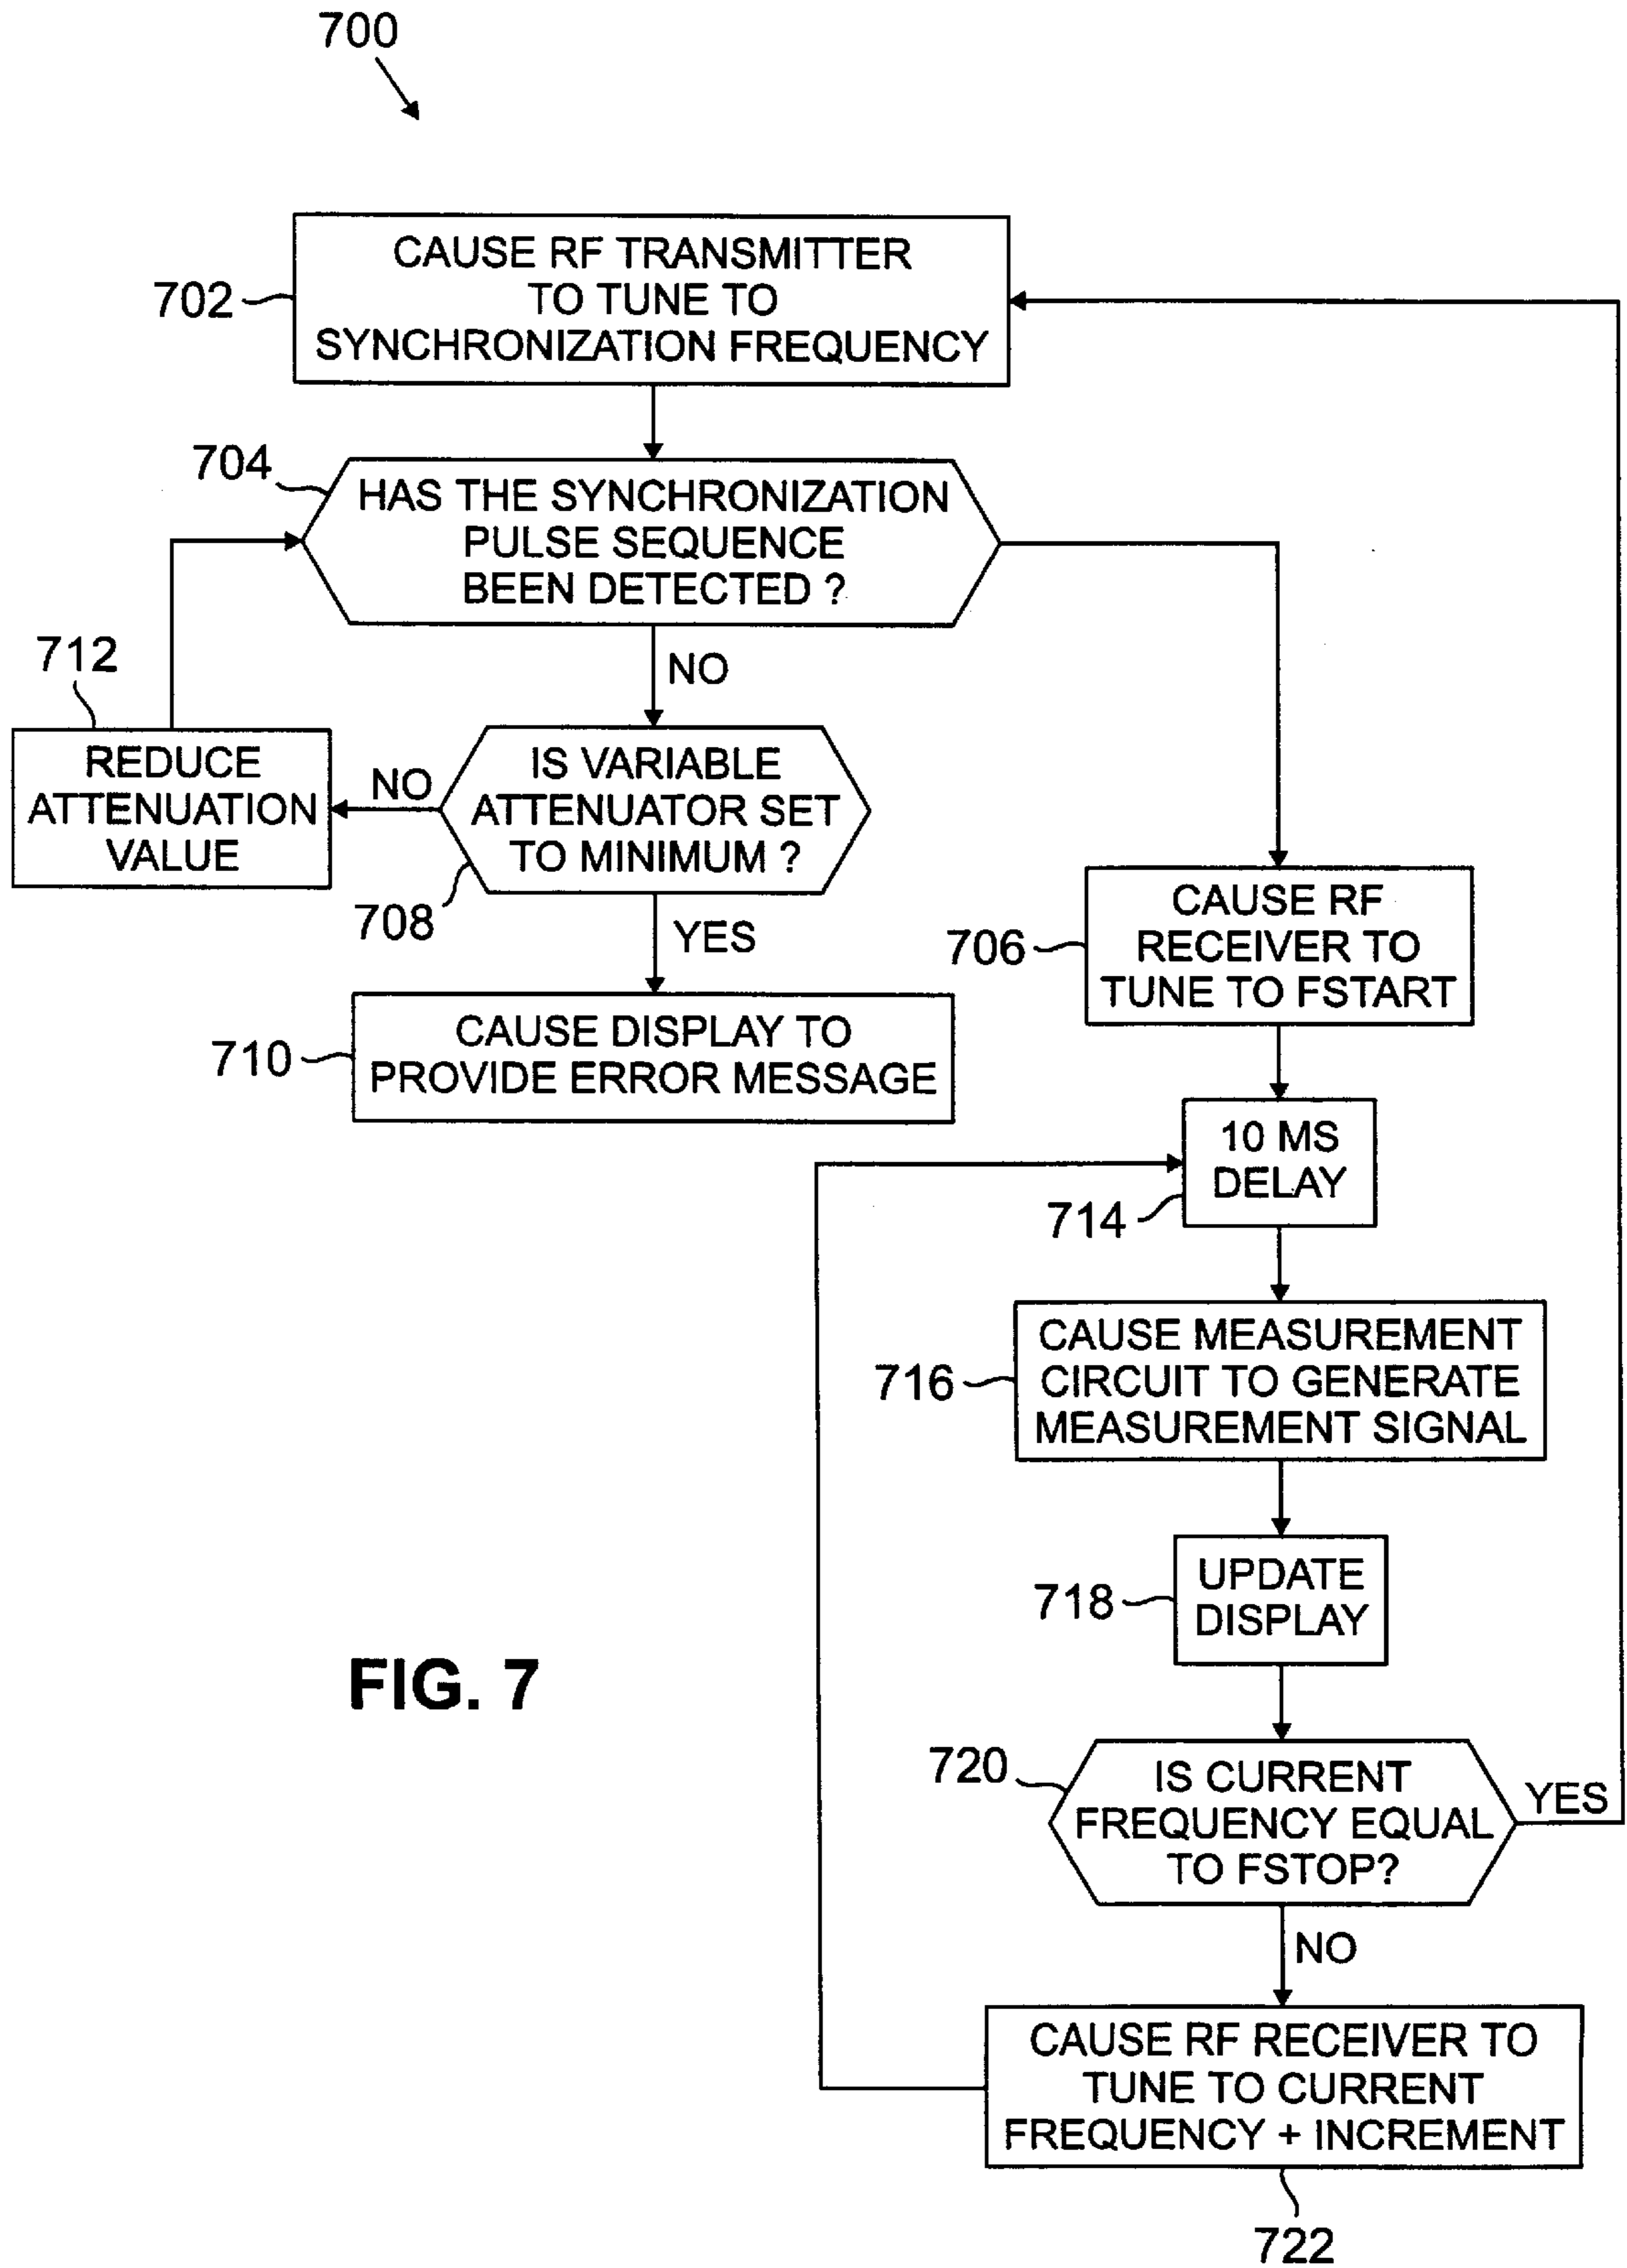 700
CAUSE RF TRANSMITTER
TO TUNE TO
SYNCHRONIZATION FREQUENCY
702
704
HAS THE SYNCHRONIZATION
PULSE SEQUENCE
BEEN DETECTED ?
NO
712
REDUCE
ATTENUATION
VALUE
NO
IS VARIABLE
ATTENUATOR SET
TO MINIMUM ?
708
YES
710
CAUSE DISPLAY TO
PROVIDE ERROR MESSAGE
706
CAUSE RF
RECEIVER TO
TUNE TO FSTART
10 MS
DELAY
714
716
CAUSE MEASUREMENT
CIRCUIT TO GENERATE
MEASUREMENT SIGNAL
718
UPDATE
DISPLAY
FIG. 7
720
IS CURRENT
FREQUENCY EQUAL
TO FSTOP?
YES
NO
CAUSE RF RECEIVER TO
TUNE TO CURRENT
FREQUENCY + INCREMENT
722